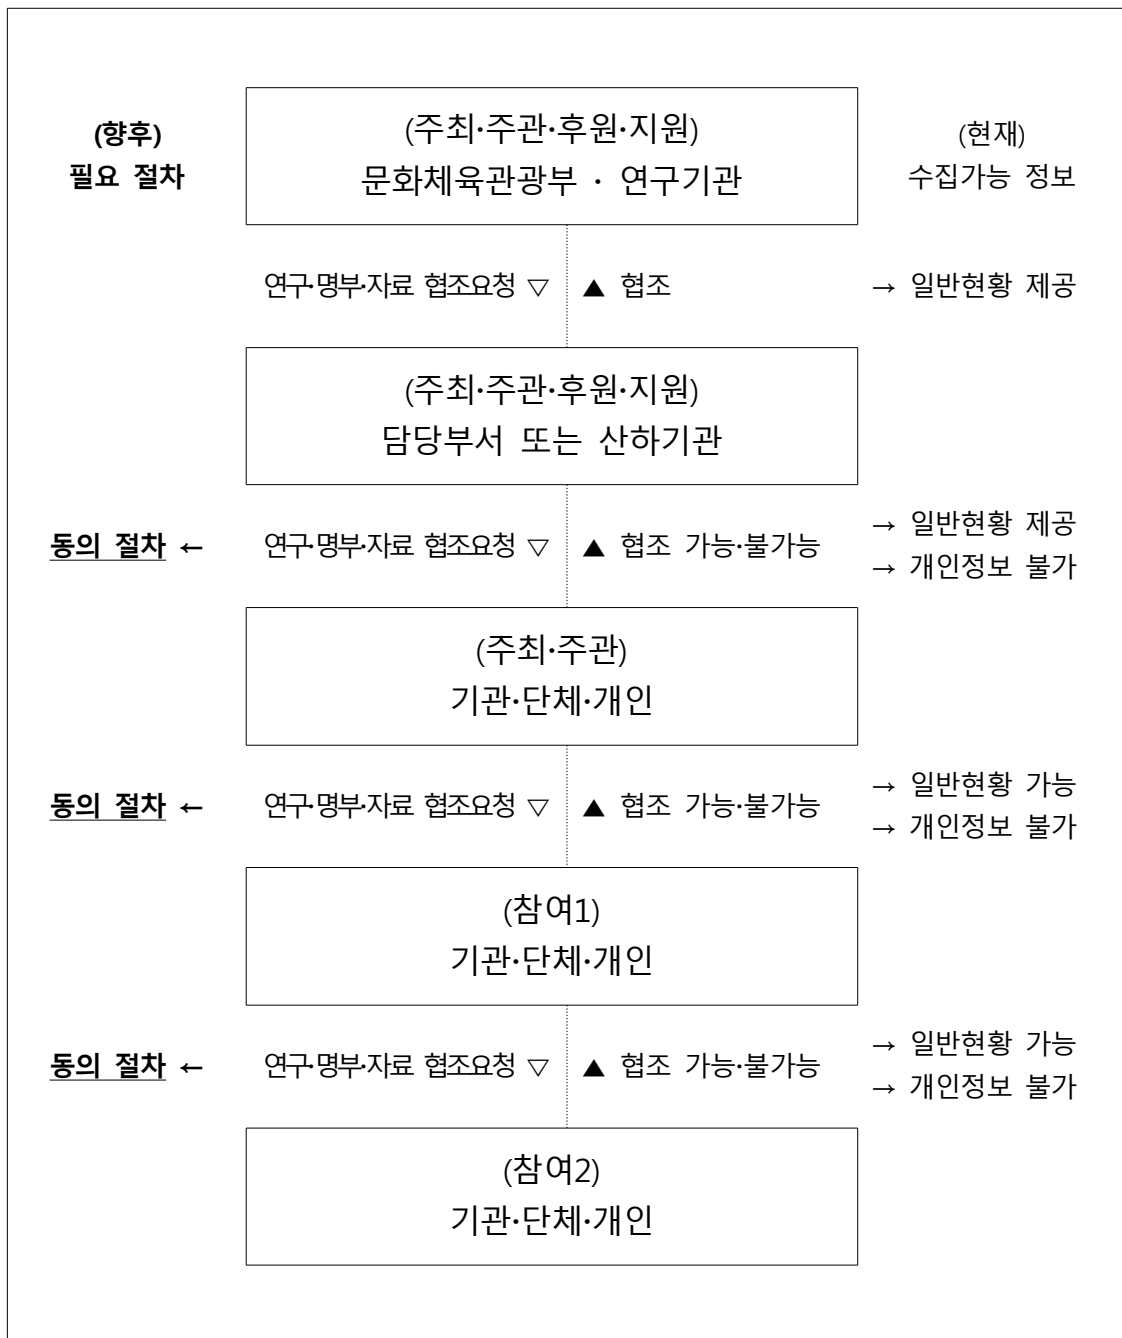 (향후)
필요 절차
(주최·주관·후원·지원)
문화체육관광부 · 연구기관
(현재)
수집가능 정보
연구·명부·자료 협조요청 ▽
▲ 협조
→ 일반현황 제공
(주최·주관·후원·지원)
담당부서 또는 산하기관
동의 절차 ←
연구·명부·자료 협조요청 ▽
▲ 협조 가능·불가능
→ 일반현황 제공
→ 개인정보 불가
(주최·주관)
기관·단체·개인
동의 절차 ←
연구·명부·자료 협조요청 ▽
▲ 협조 가능·불가능
→ 일반현황 가능
→ 개인정보 불가
(참여1)
기관·단체·개인
동의 절차 ←
연구·명부·자료 협조요청 ▽
▲ 협조 가능·불가능
→ 일반현황 가능
→ 개인정보 불가
(참여2)
기관·단체·개인